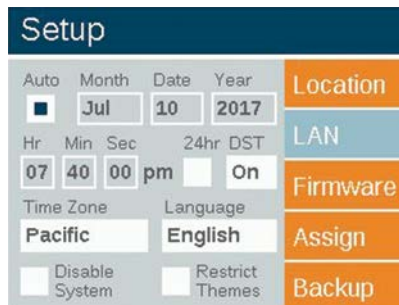 Setup
Auto Month Date Year
Jul 10 2017
Hr Min Sec 24hr DST
07 40 00 pm On
Time Zone Language
Pacific English
Disable System
Restrict Themes
Location
LAN
Firmware
Assign
Backup